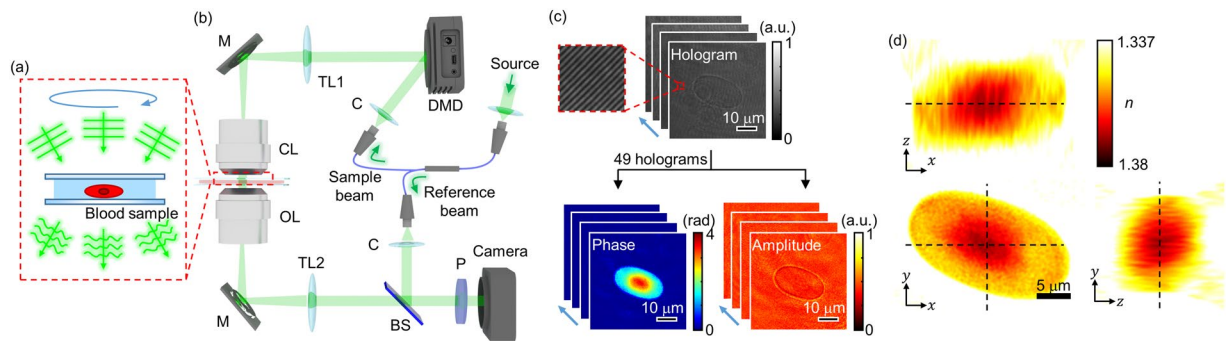 (a)
Blood sample
(b)
M
TL1
DMD
Source
C
CL
OL
Sample
beam
Reference
beam
C
Camera
TL2
P
M
BS
(c)
(a.u.)
1
Hologram
10 μm
0
49 holograms
(rad)
4
Phase
10 μm
0
(a.u.)
1
Amplitude
10 μm
0
(d)
1.337
n
1.38
z
x
y
x
5 μm
y
z